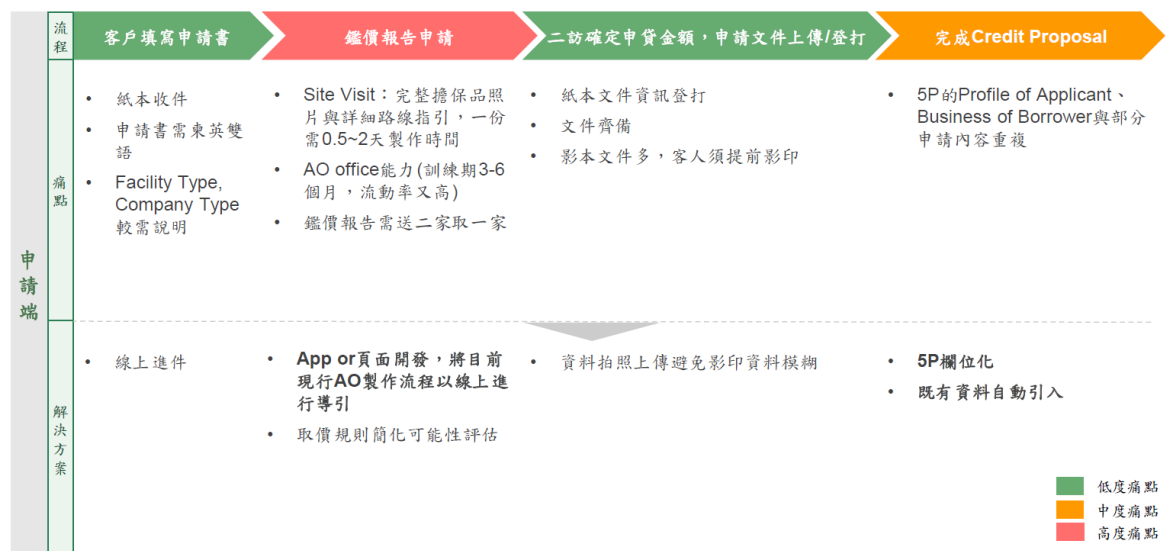 流程
客戶填寫申請書
鑑價報告申請
二訪確定申貸金額，申請文件上傳/登打
完成Credit Proposal
申請端
痛點
• 紙本收件
• 申請書需柬英雙
語
• Facility Type,
Company Type
較需說明
• Site Visit：完整擔保品照
片與詳細路線指引，一份
需0.5~2天製作時間
• AO office能力(訓練期3-6
個月，流動率又高)
• 鑑價報告需送二家取一家
• 紙本文件資訊登打
• 文件齊備
• 影本文件多，客人須提前影印
• 5P的Profile of Applicant、
Business of Borrower與部分
申請內容重複
解決方案
• 線上進件
• App or頁面開發，將目前
現行AO製作流程以線上進
行導引
• 取價規則簡化可能性評估
• 資料拍照上傳避免影印資料模糊
• 5P欄位化
• 既有資料自動引入
低度痛點
中度痛點
高度痛點